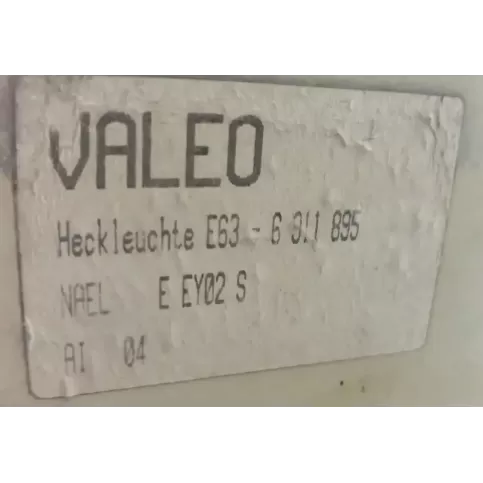 VALEO
Heckleuchte E63 - 6 911 895
NAEL E EY02 S
AI 04